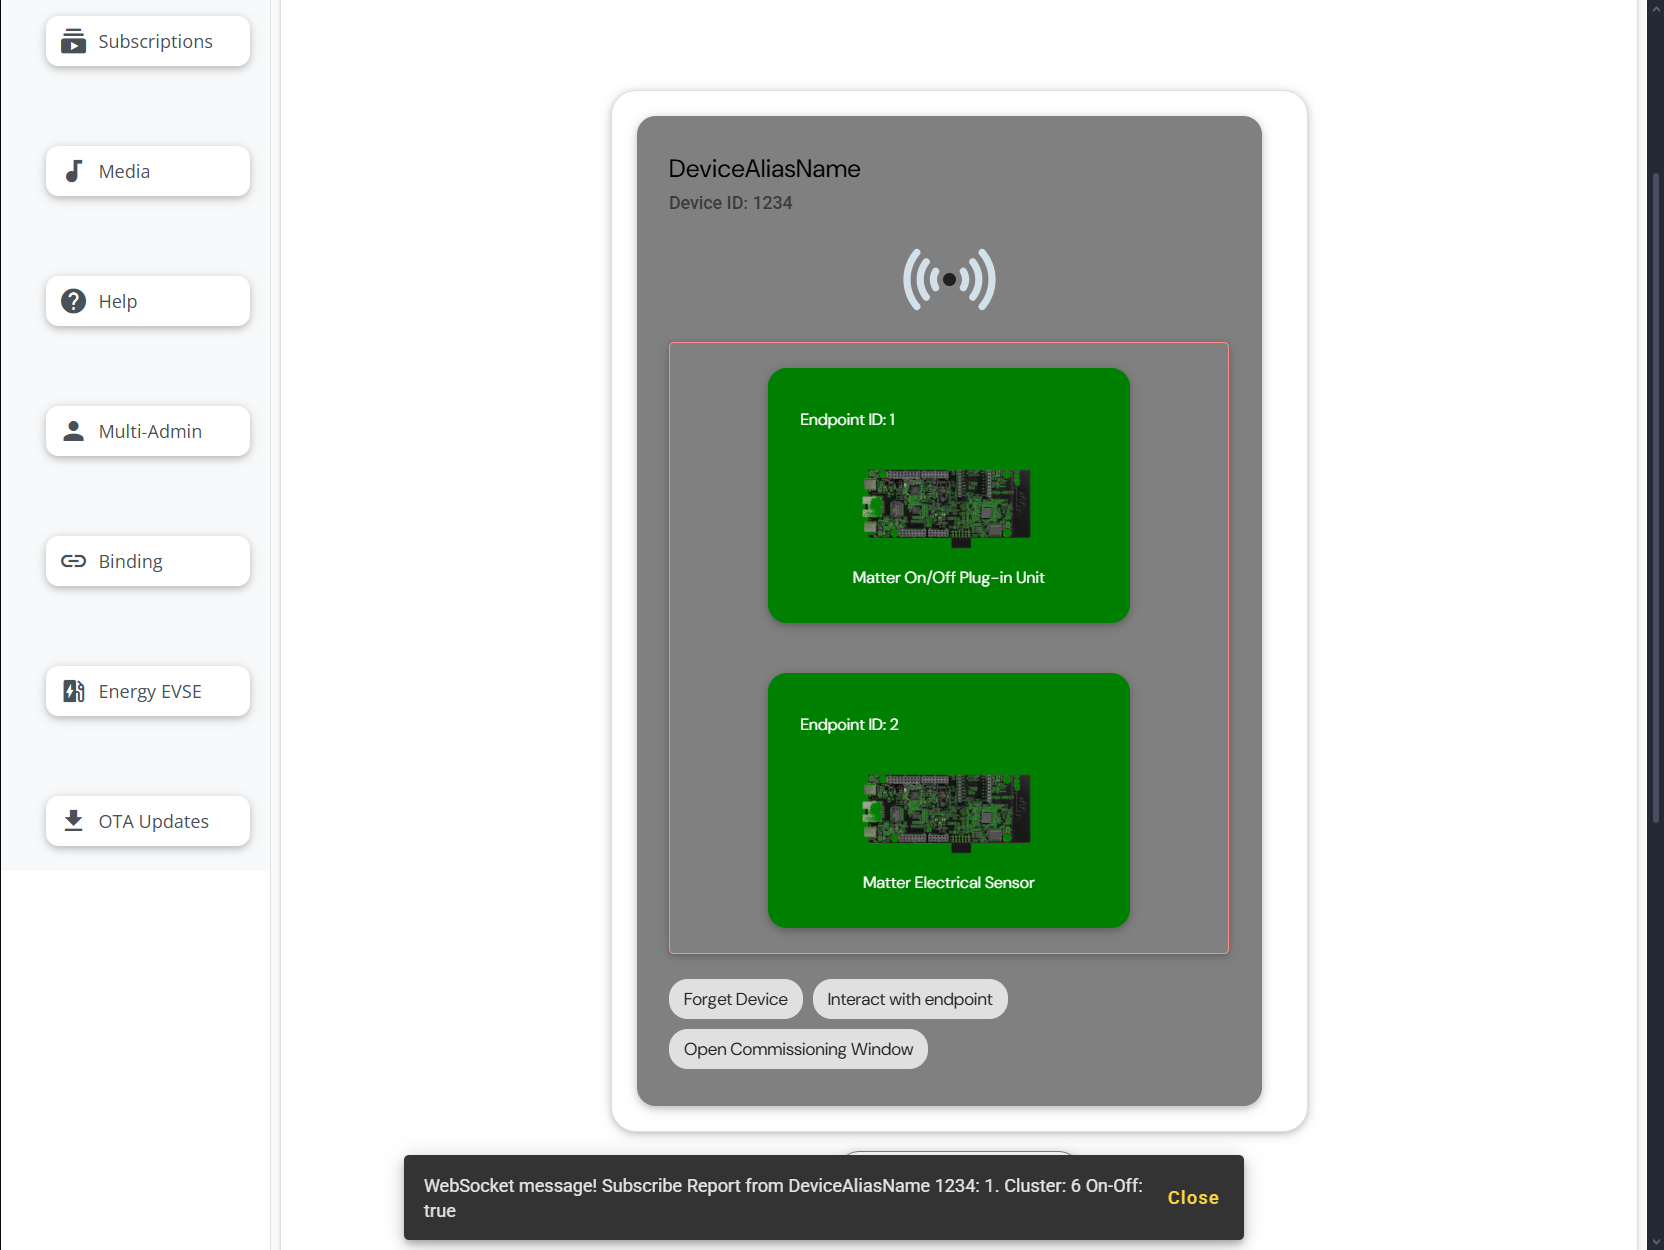 Subscriptions
Media
Help
Multi-Admin
Binding
Energy EVSE
OTA Updates
DeviceAliasName
Device ID: 1234
Endpoint ID: 1
Matter On/Off Plug-in Unit
Endpoint ID: 2
Matter Electrical Sensor
Forget Device
Interact with endpoint
Open Commissioning Window
WebSocket message! Subscribe Report from DeviceAliasName 1234: 1. Cluster: 6 On-Off:
true
Close